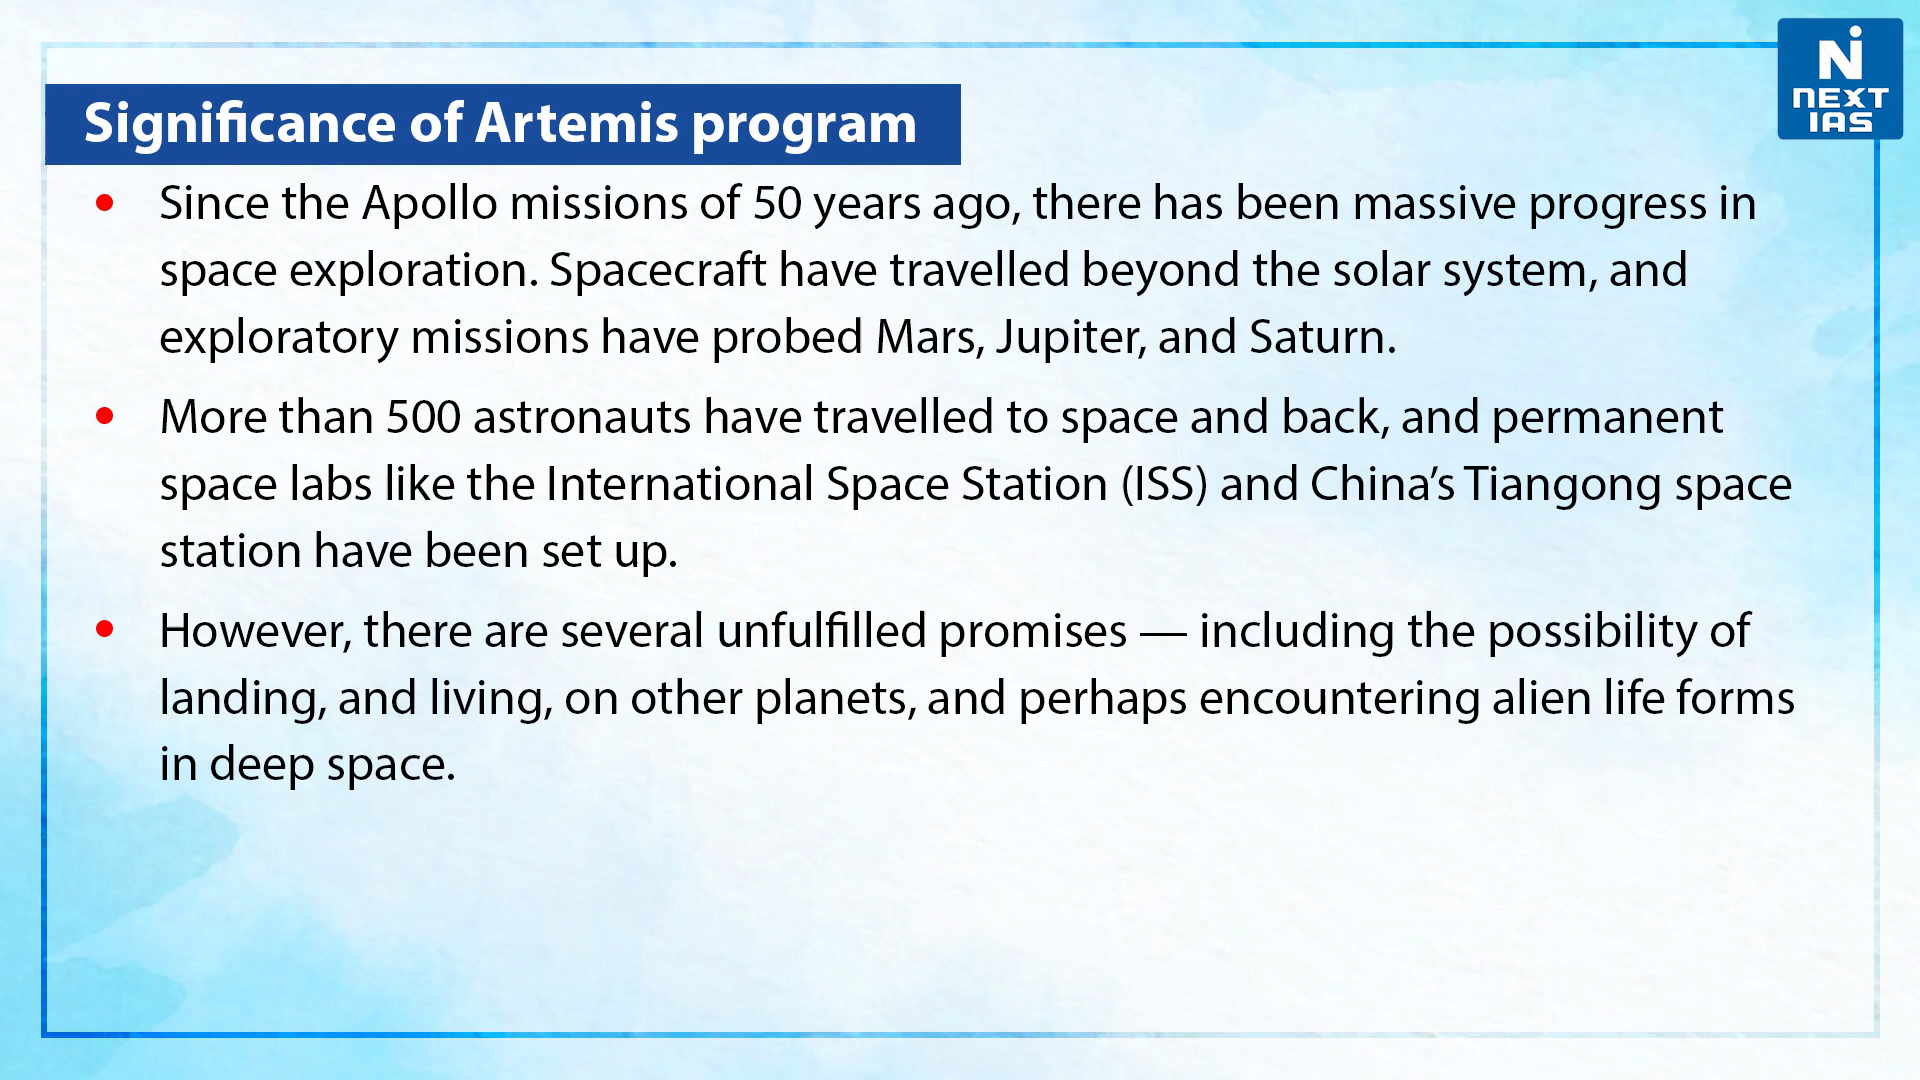 NEXT
IAS
Significance of Artemis program
• Since the Apollo missions of 50 years ago, there has been massive progress in
space exploration. Spacecraft have travelled beyond the solar system, and
exploratory missions have probed Mars, Jupiter, and Saturn.
• More than 500 astronauts have travelled to space and back, and permanent
space labs like the International Space Station (ISS) and China’s Tiangong space
station have been set up.
• However, there are several unfulfilled promises — including the possibility of
landing, and living, on other planets, and perhaps encountering alien life forms
in deep space.